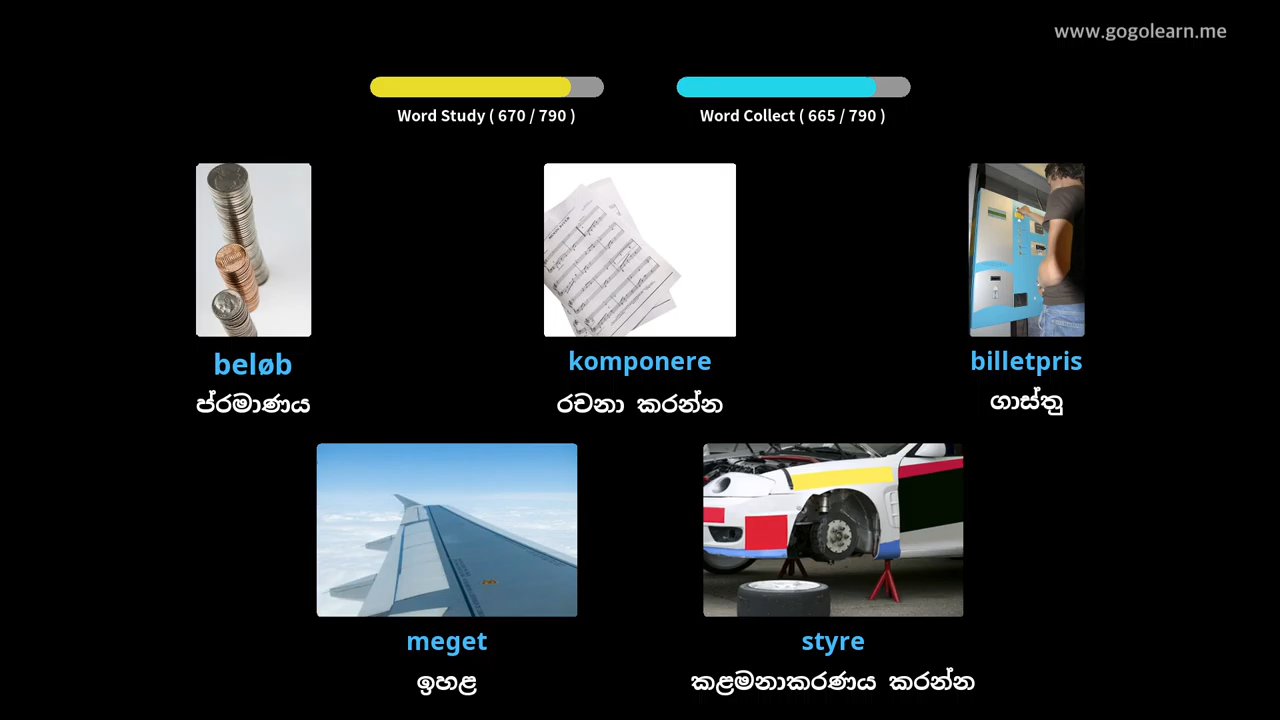 www.gogolearn.me
Word Study ( 670 / 790 )
Word Collect ( 665 / 790 )
beløb
ප්රමාණය
komponere
රචනා කරන්න
billetpris
ගාස්තු
meget
ඉහළ
styre
කළමනාකරණය කරන්න